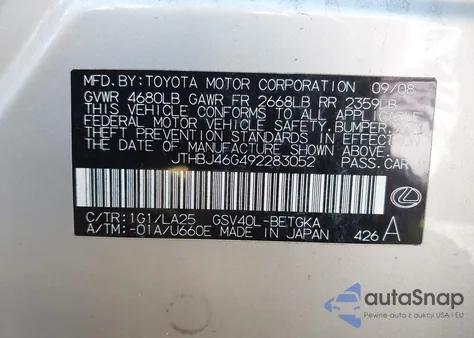 MFD. BY: TOYOTA MOTOR CORPORATION 09/08
GVWR 4680LB GAWR FR 2668LB RR 2359LB
THIS VEHICLE CONFORMS TO ALL APPLICABLE
FEDERAL MOTOR VEHICLE SAFETY, BUMPER, AND
THEFT PREVENTION STANDARDS IN EFFECT ON
THE DATE OF MANUFACTURE SHOWN ABOVE.
JTHBJ46G492283052 PASS. CAR
C/TR: 1G1/LA25 GSV40L-BETGKA
A/TM: -01A/U660E MADE IN JAPAN 426 A
autoSnap
Pewne auta z aukcji USA i EU